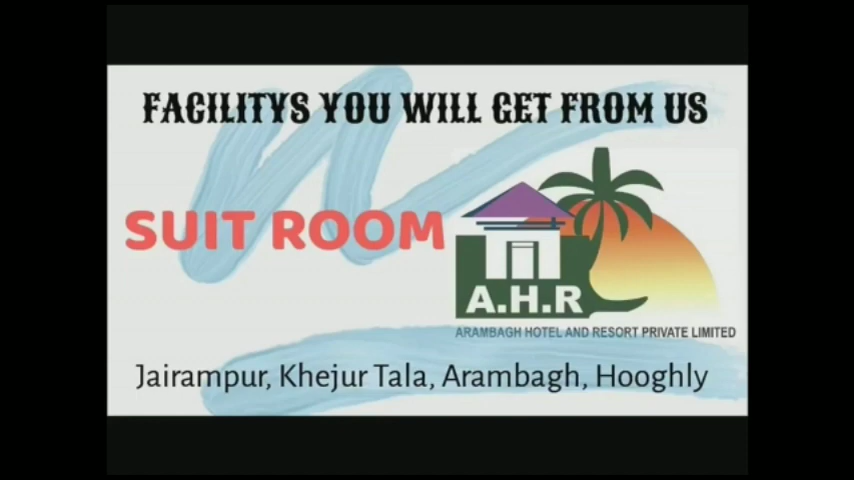 FACILITYS YOU WILL GET FROM US
SUIT ROOM
A.H.R
ARAMBAGH HOTEL AND RESORT PRIVATE LIMITED
Jairampur, Khejur Tala, Arambagh, Hooghly